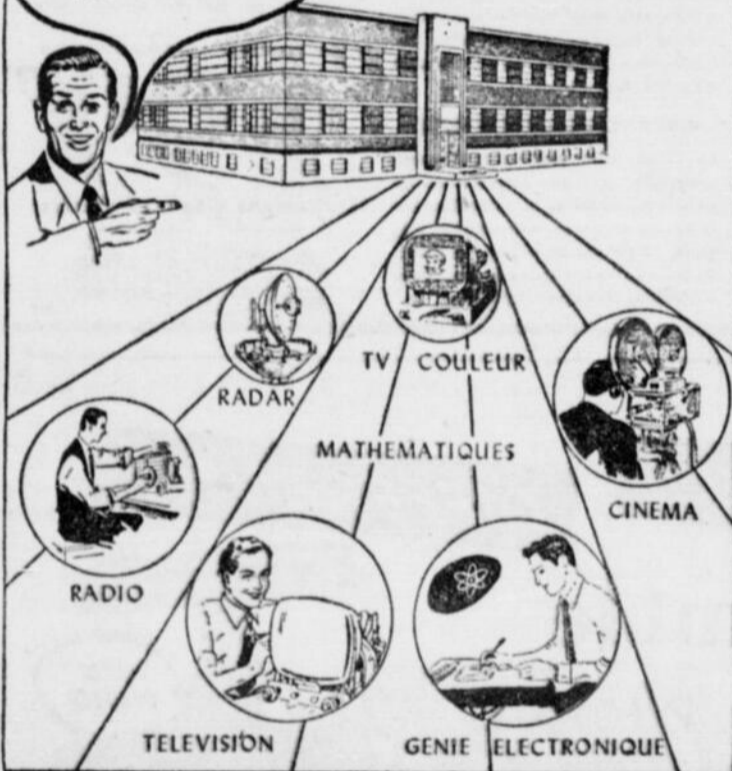 RADAR
TV COULEUR
MATHEMATIQUES
CINEMA
RADIO
TELEVISION
GENIE ELECTRONIQUE